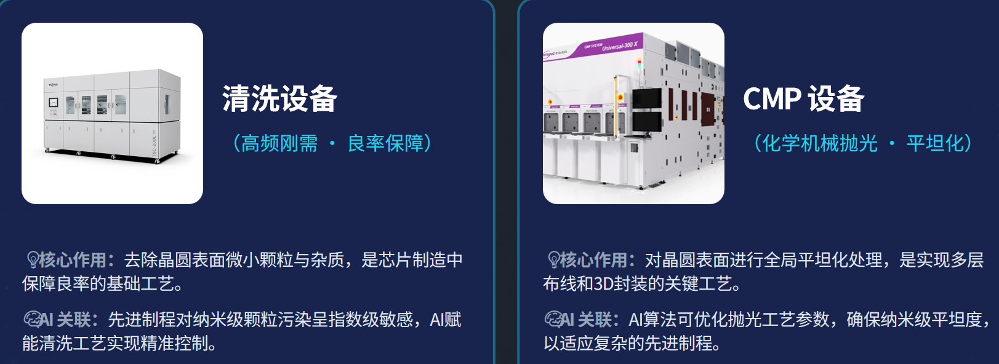 清洗设备
（高频刚需 · 良率保障）
核心作用：去除晶圆表面微小颗粒与杂质，是芯片制造中
保障良率的基础工艺。
AI 关联：先进制程对纳米级颗粒污染呈指数级敏感，AI赋
能清洗工艺实现精准控制。
TSC-200L
CMP SYSTEM
Universal-300 X
CMP 设备
（化学机械抛光 · 平坦化）
核心作用：对晶圆表面进行全局平坦化处理，是实现多层
布线和3D封装的关键工艺。
AI 关联：AI算法可优化抛光工艺参数，确保纳米级平坦度，
以适应复杂的先进制程。